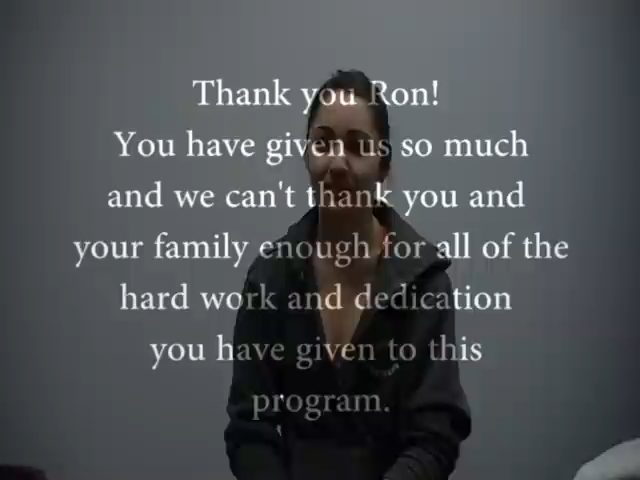 Thank you Ron!
You have given us so much
and we can't thank you and
your family enough for all of the
hard work and dedication
you have given to this
program.